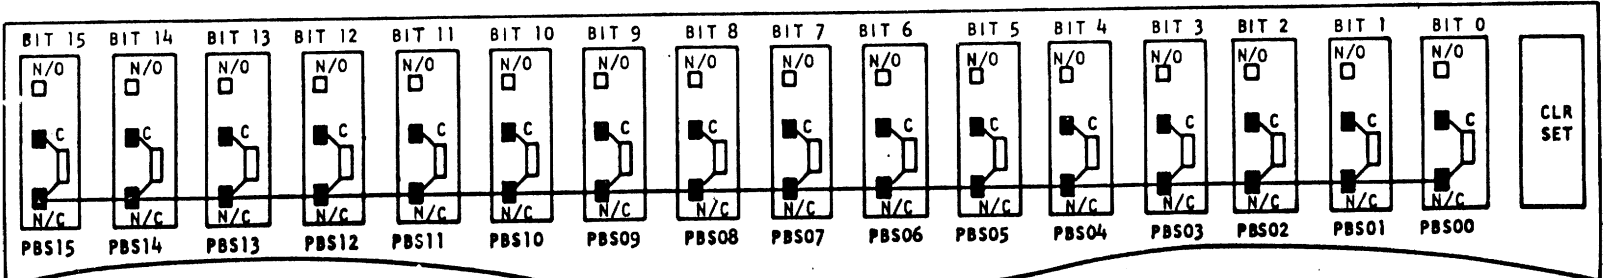 BIT 15 BIT 14 BIT 13 BIT 12 BIT 11 BIT 10 BIT 9 BIT 8 BIT 7 BIT 6 BIT 5 BIT 4 BIT 3 BIT 2 BIT 1 BIT 0
N/O N/O N/O N/O N/O N/O N/O N/O N/O N/O N/O N/O N/O N/O N/O N/O
C C C C C C C C C C C C C C C C
CLR
SET
N/C N/C N/C N/C N/C N/C N/C N/C N/C N/C N/C N/C N/C N/C N/C N/C
PBS15 PBS14 PBS13 PBS12 PBS11 PBS10 PBS09 PBS08 PBS07 PBS06 PBS05 PBS04 PBS03 PBS02 PBS01 PBS00